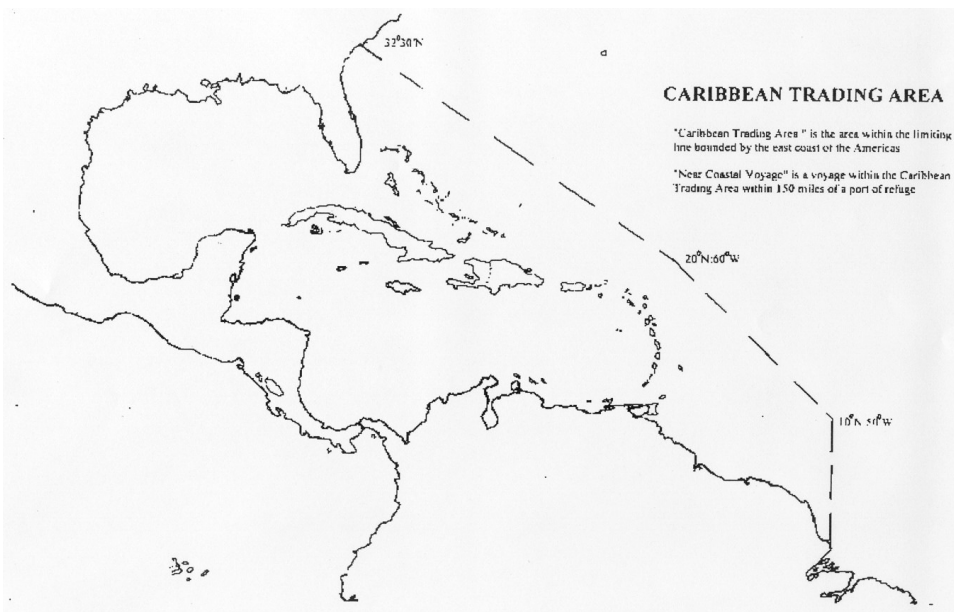 32°30'N
CARIBBEAN TRADING AREA
"Caribbean Trading Area " is the area within the limiting
line bounded by the east coast of the Americas
"Near Coastal Voyage" is a voyage within the Caribbean
Trading Area within 150 miles of a port of refuge
20°N:60°W
10°N 50°W